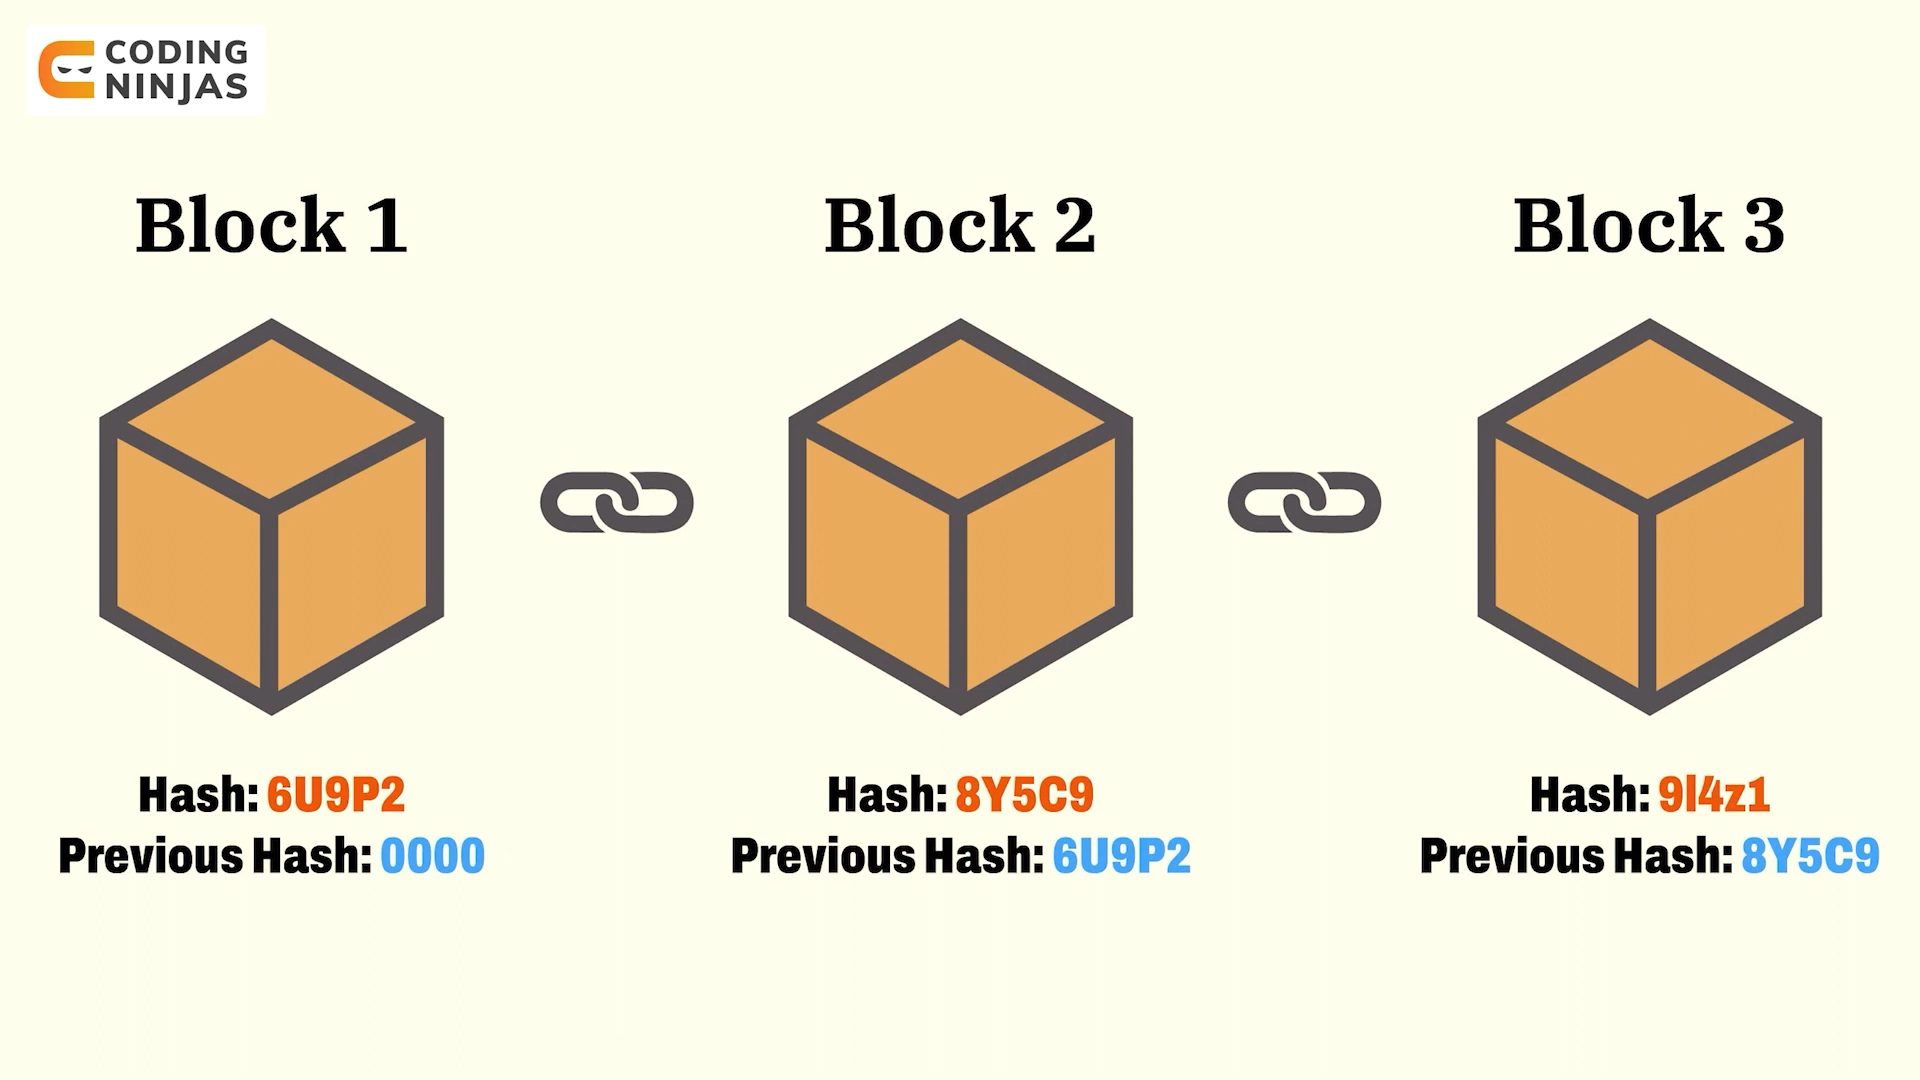 CODING
NINJAS
Block 1
Block 2
Block 3
Hash: 6U9P2
Previous Hash: 0000
Hash: 8Y5C9
Previous Hash: 6U9P2
Hash: 9l4z1
Previous Hash: 8Y5C9